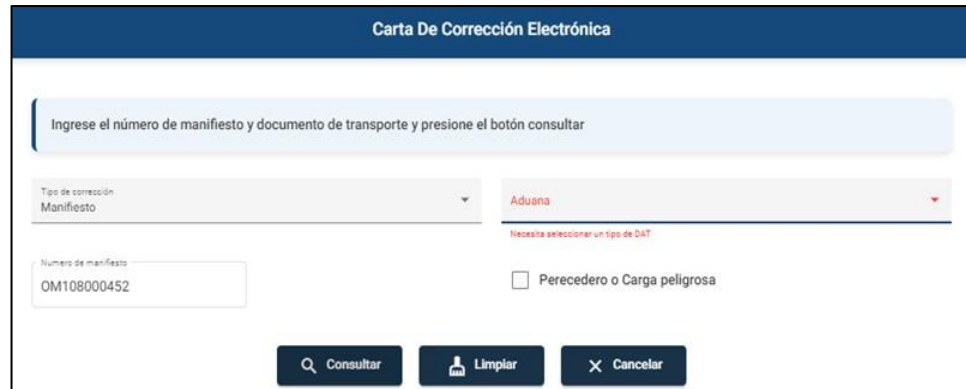 Carta De Corrección Electrónica
Ingrese el número de manifiesto y documento de transporte y presione el botón consultar
Tipo de corrección
Manifiesto
Aduana
Necesita seleccionar un tipo de DAT
Numero de manifiesto
OM108000452
Perecedero o Carga peligrosa
Consultar
Limpiar
Cancelar